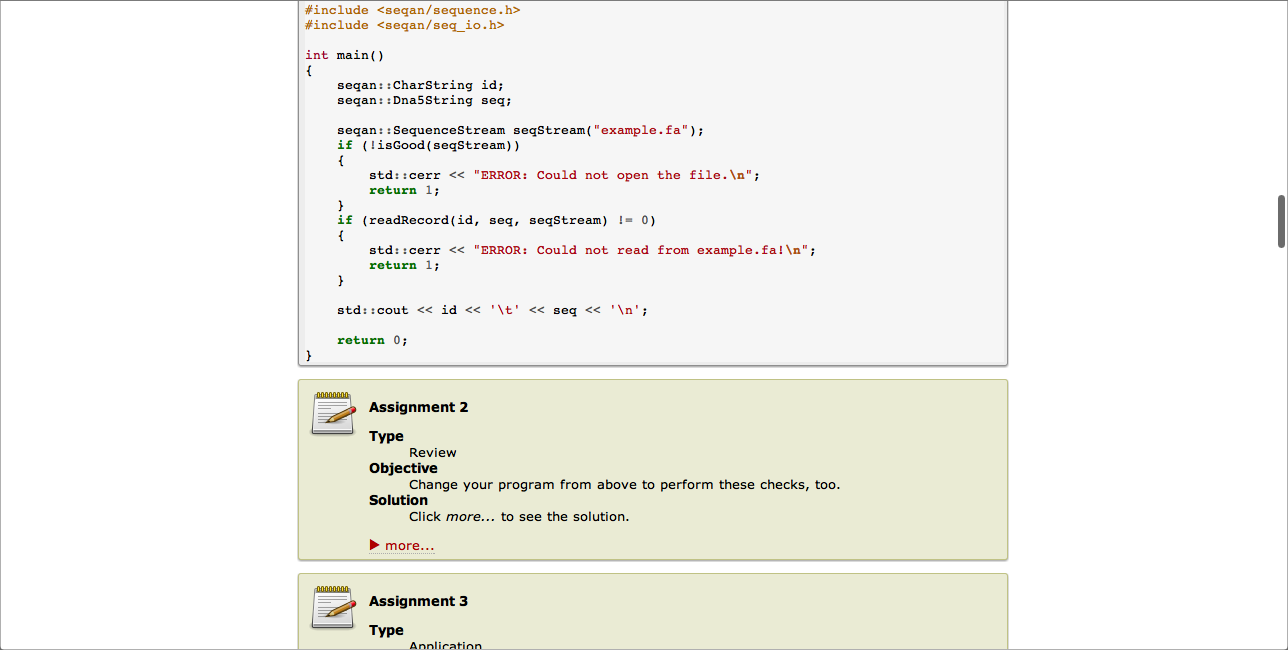 #include <seqan/sequence.h>
#include <seqan/seq_io.h>
int main()
{
seqan::CharString id;
seqan::Dna5String seq;
seqan::SequenceStream seqStream("example.fa");
if (!isGood(seqStream))
{
std::cerr << "ERROR: Could not open the file.\n";
return 1;
}
if (readRecord(id, seq, seqStream) != 0)
{
std::cerr << "ERROR: Could not read from example.fa!\n";
return 1;
}
std::cout << id << '\t' << seq << '\n';
return 0;
}
Assignment 2
Type
Review
Objective
Change your program from above to perform these checks, too.
Solution
Click more... to see the solution.
more...
Assignment 3
Type
Application